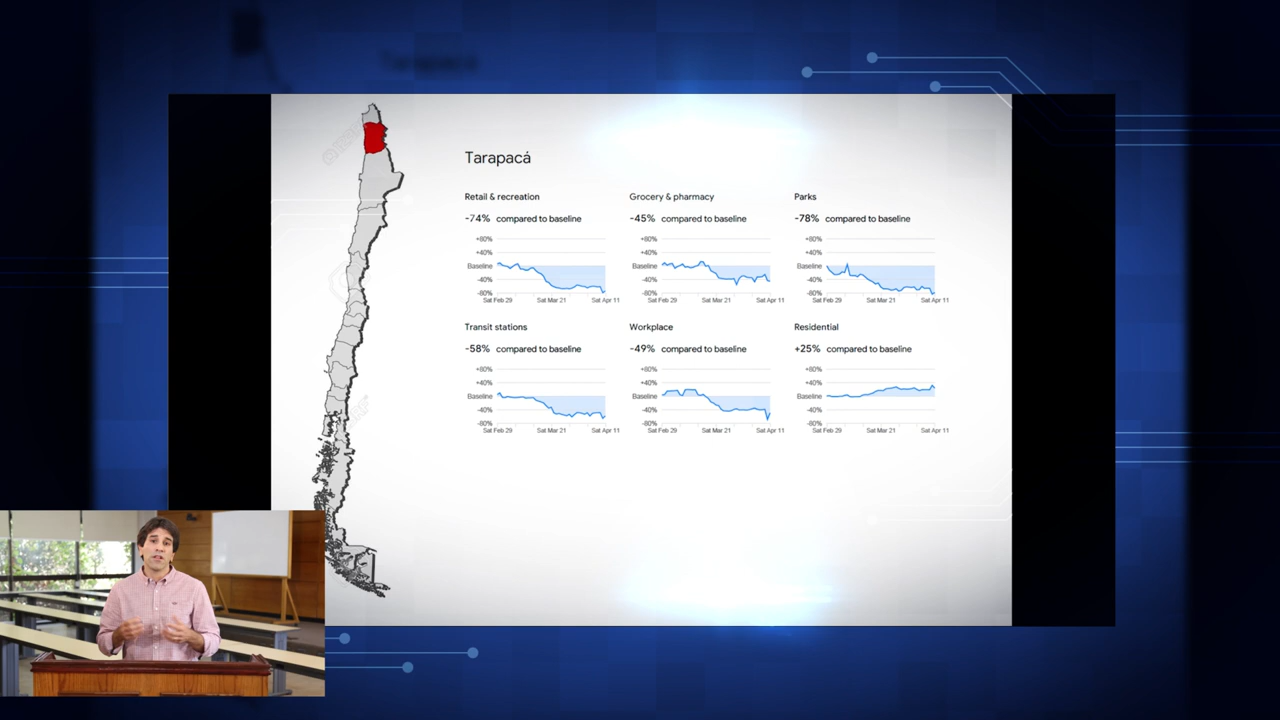 Tarapacá
Retail & recreation
-74% compared to baseline
+80%
+40%
Baseline
-40%
-80%
Sat Feb 29 Sat Mar 21 Sat Apr 11
Grocery & pharmacy
-45% compared to baseline
+80%
+40%
Baseline
-40%
-80%
Sat Feb 29 Sat Mar 21 Sat Apr 11
Parks
-78% compared to baseline
+80%
+40%
Baseline
-40%
-80%
Sat Feb 29 Sat Mar 21 Sat Apr 11
Transit stations
-58% compared to baseline
+80%
+40%
Baseline
-40%
-80%
Sat Feb 29 Sat Mar 21 Sat Apr 11
Workplace
-49% compared to baseline
+80%
+40%
Baseline
-40%
-80%
Sat Feb 29 Sat Mar 21 Sat Apr 11
Residential
+25% compared to baseline
+80%
+40%
Baseline
-40%
-80%
Sat Feb 29 Sat Mar 21 Sat Apr 11